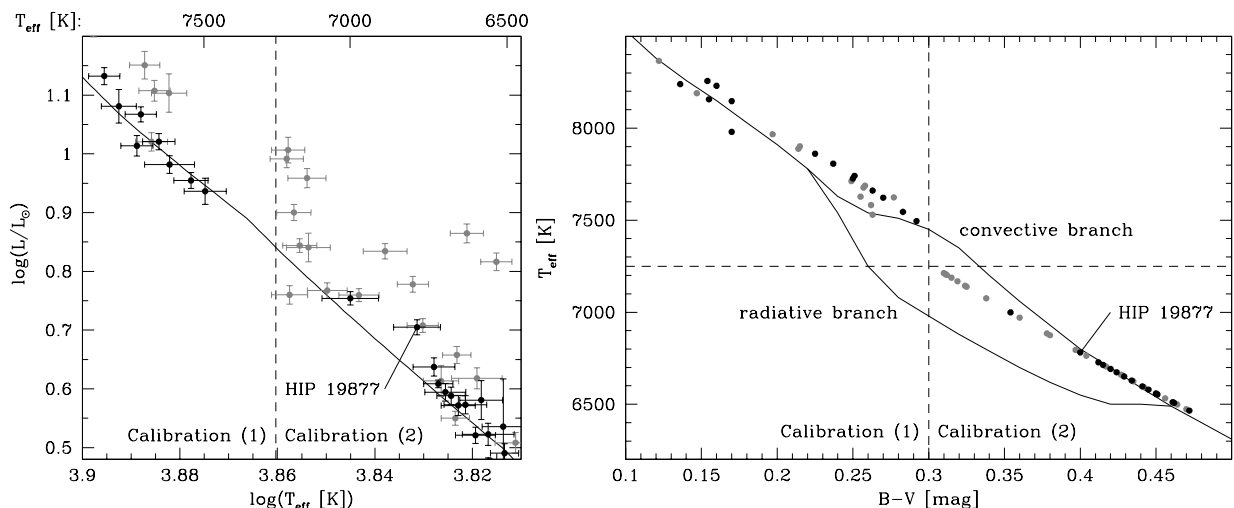 T_eff [K]: 7500 7000 6500
1.1
1
0.9
0.8
0.7
0.6
0.5
log(L/L_⊙)
HIP 19877
Calibration (1) Calibration (2)
3.9 3.88 3.86 3.84 3.82
log(T_eff [K])
8000
7500
7000
6500
T_eff [K]
convective branch
radiative branch
HIP 19877
Calibration (1) Calibration (2)
0.1 0.15 0.2 0.25 0.3 0.35 0.4 0.45
B-V [mag]